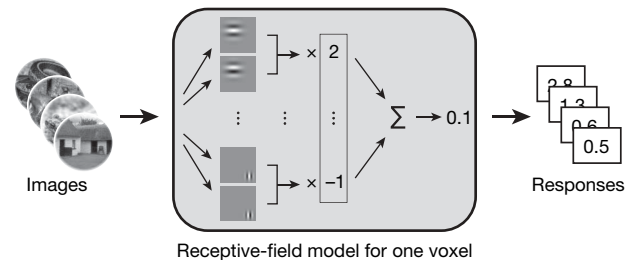 × 2
Σ → 0.1
× −1
2.8
1.3
0.6
0.5
Images
Responses
Receptive-field model for one voxel